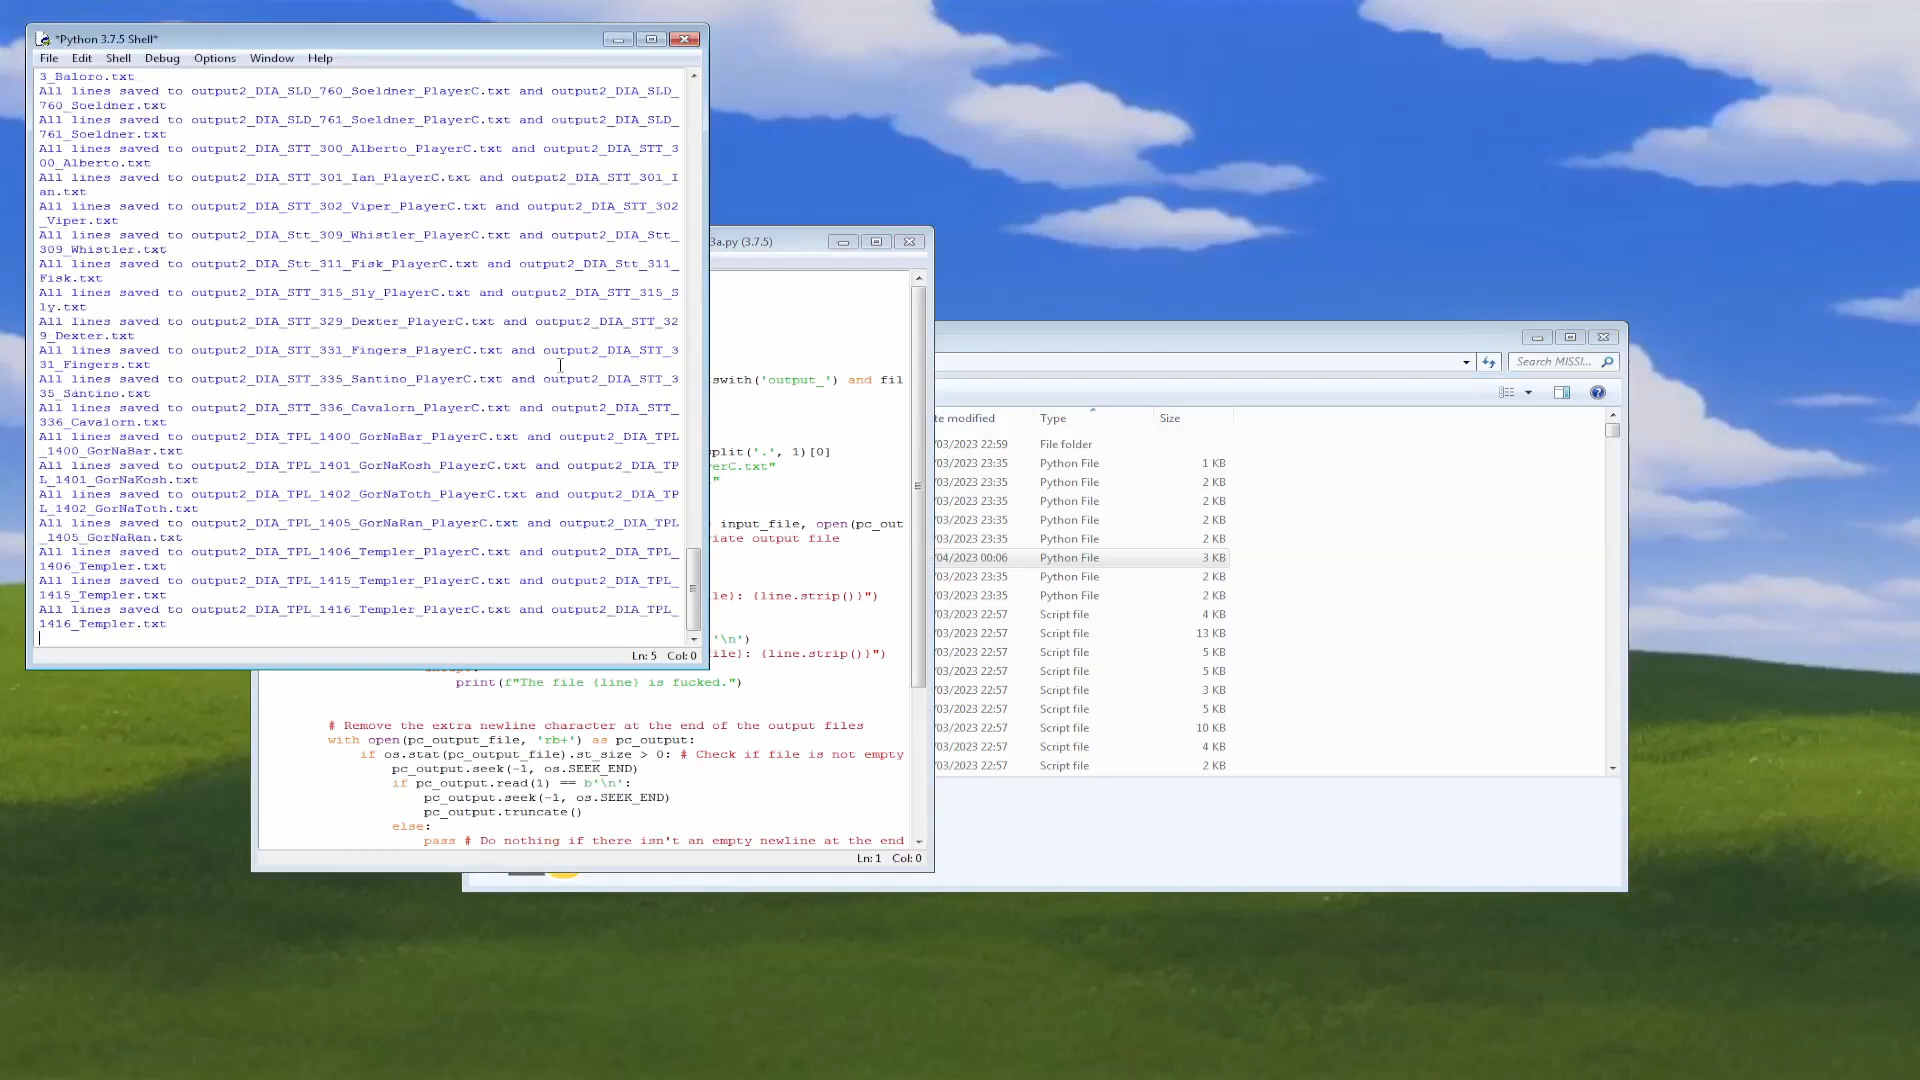 *Python 3.7.5 Shell*
File Edit Shell Debug Options Window Help
3_Baloro.txt
All lines saved to output2_DIA_SLD_760_Soeldner_PlayerC.txt and output2_DIA_SLD_
760_Soeldner.txt
All lines saved to output2_DIA_SLD_761_Soeldner_PlayerC.txt and output2_DIA_SLD_
761_Soeldner.txt
All lines saved to output2_DIA_STT_300_Alberto_PlayerC.txt and output2_DIA_STT_3
00_Alberto.txt
All lines saved to output2_DIA_STT_301_Ian_PlayerC.txt and output2_DIA_STT_301_I
an.txt
All lines saved to output2_DIA_STT_302_Viper_PlayerC.txt and output2_DIA_STT_302
_Viper.txt
All lines saved to output2_DIA_Stt_309_Whistler_PlayerC.txt and output2_DIA_Stt_
309_Whistler.txt
All lines saved to output2_DIA_Stt_311_Fisk_PlayerC.txt and output2_DIA_Stt_311_
Fisk.txt
All lines saved to output2_DIA_STT_315_Sly_PlayerC.txt and output2_DIA_STT_315_S
ly.txt
All lines saved to output2_DIA_STT_329_Dexter_PlayerC.txt and output2_DIA_STT_32
9_Dexter.txt
All lines saved to output2_DIA_STT_331_Fingers_PlayerC.txt and output2_DIA_STT_3
31_Fingers.txt
All lines saved to output2_DIA_STT_335_Santino_PlayerC.txt and output2_DIA_STT_3
35_Santino.txt
All lines saved to output2_DIA_STT_336_Cavalorn_PlayerC.txt and output2_DIA_STT_
336_Cavalorn.txt
All lines saved to output2_DIA_TPL_1400_GorNaBar_PlayerC.txt and output2_DIA_TPL
_1400_GorNaBar.txt
All lines saved to output2_DIA_TPL_1401_GorNaKosh_PlayerC.txt and output2_DIA_TP
L_1401_GorNaKosh.txt
All lines saved to output2_DIA_TPL_1402_GorNaToth_PlayerC.txt and output2_DIA_TP
L_1402_GorNaToth.txt
All lines saved to output2_DIA_TPL_1405_GorNaRan_PlayerC.txt and output2_DIA_TPL
_1405_GorNaRan.txt
All lines saved to output2_DIA_TPL_1406_Templer_PlayerC.txt and output2_DIA_TPL_
1406_Templer.txt
All lines saved to output2_DIA_TPL_1415_Templer_PlayerC.txt and output2_DIA_TPL_
1415_Templer.txt
All lines saved to output2_DIA_TPL_1416_Templer_PlayerC.txt and output2_DIA_TPL_
1416_Templer.txt
Ln: 5 Col: 0
3a.py (3.7.5)
swith('output_') and fil
plit('.', 1)[0]
erC.txt"
"
input_file, open(pc_out
riate output file
le}: {line.strip()}")
'\n')
le}: {line.strip()}")
print(f"The file {line} is fucked.")
# Remove the extra newline character at the end of the output files
with open(pc_output_file, 'rb+') as pc_output:
if os.stat(pc_output_file).st_size > 0: # Check if file is not empty
pc_output.seek(-1, os.SEEK_END)
if pc_output.read(1) == b'\n':
pc_output.seek(-1, os.SEEK_END)
pc_output.truncate()
else:
pass # Do nothing if there isn't an empty newline at the end
Ln: 1 Col: 0
Search MISSI...
te modified Type Size
/03/2023 22:59 File folder
/03/2023 23:35 Python File 1 KB
/03/2023 23:35 Python File 2 KB
/03/2023 23:35 Python File 2 KB
/03/2023 23:35 Python File 2 KB
/03/2023 23:35 Python File 2 KB
/04/2023 00:06 Python File 3 KB
/03/2023 23:35 Python File 2 KB
/03/2023 23:35 Python File 2 KB
/03/2023 22:57 Script file 4 KB
/03/2023 22:57 Script file 13 KB
/03/2023 22:57 Script file 5 KB
/03/2023 22:57 Script file 5 KB
/03/2023 22:57 Script file 3 KB
/03/2023 22:57 Script file 5 KB
/03/2023 22:57 Script file 10 KB
/03/2023 22:57 Script file 4 KB
/03/2023 22:57 Script file 2 KB